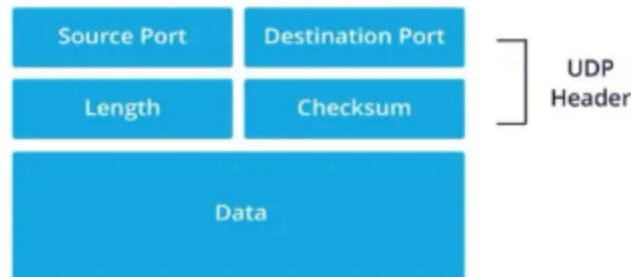 Source Port
Destination Port
UDP
Header
Length
Checksum
Data